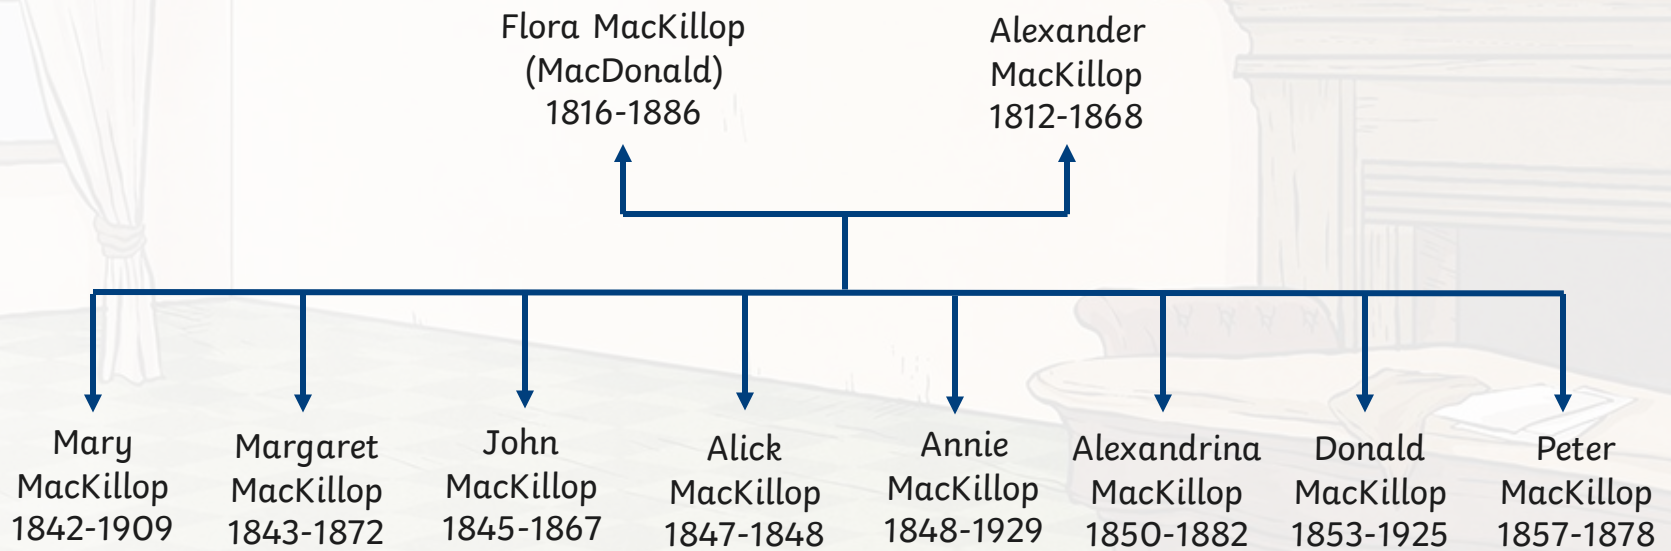 Flora MacKillop
(MacDonald)
1816-1886
Alexander
MacKillop
1812-1868
Mary
MacKillop
1842-1909
Margaret
MacKillop
1843-1872
John
MacKillop
1845-1867
Alick
MacKillop
1847-1848
Annie
MacKillop
1848-1929
Alexandrina
MacKillop
1850-1882
Donald
MacKillop
1853-1925
Peter
MacKillop
1857-1878